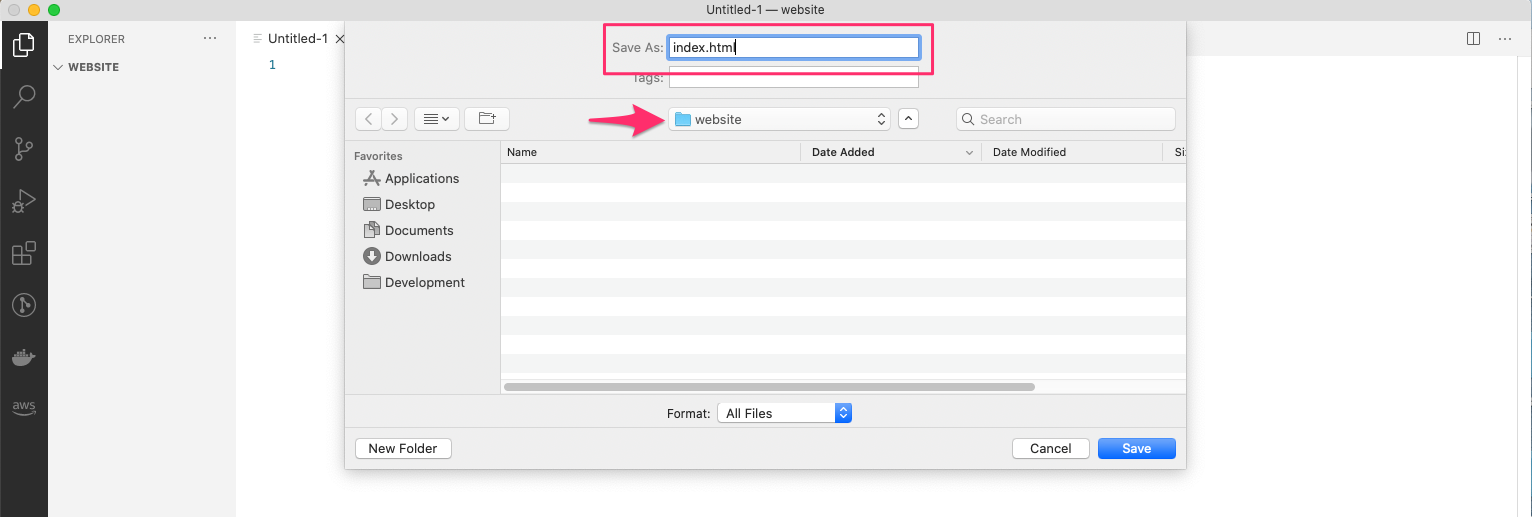 Untitled-1 — website
EXPLORER ···
WEBSITE
Untitled-1
1
Save As: index.html
Tags:
website
Search
Favorites
Applications
Desktop
Documents
Downloads
Development
Name Date Added Date Modified Si
Format: All Files
New Folder Cancel Save
aws